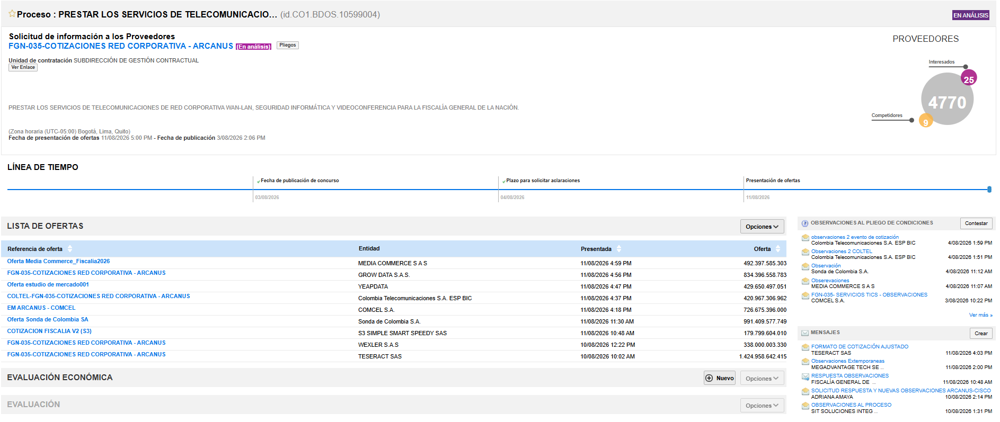 Proceso : PRESTAR LOS SERVICIOS DE TELECOMUNICACIO... (id.CO1.BDOS.10599004)
EN ANÁLISIS
Solicitud de información a los Proveedores
FGN-035-COTIZACIONES RED CORPORATIVA - ARCANUS (En análisis) Pliegos
Unidad de contratación SUBDIRECCIÓN DE GESTIÓN CONTRACTUAL
Ver Enlace
PRESTAR LOS SERVICIOS DE TELECOMUNICACIONES DE RED CORPORATIVA WAN-LAN, SEGURIDAD INFORMÁTICA Y VIDEOCONFERENCIA PARA LA FISCALÍA GENERAL DE LA NACIÓN.
(Zona horaria (UTC-05:00) Bogotá, Lima, Quito)
Fecha de presentación de ofertas 11/08/2026 5:00 PM - Fecha de publicación 3/08/2026 2:06 PM
PROVEEDORES
Interesados
25
4770
Competidores
9
LÍNEA DE TIEMPO
Fecha de publicación de concurso
03/08/2026
Plazo para solicitar aclaraciones
04/08/2026
Presentación de ofertas
11/08/2026
LISTA DE OFERTAS
Opciones
Referencia de oferta Entidad Presentada Oferta
Oferta Media Commerce_Fiscalia2026 MEDIA COMMERCE S A S 11/08/2026 4:59 PM 492.397.585.303
FGN-035-COTIZACIONES RED CORPORATIVA - ARCANUS GROW DATA S.A.S. 11/08/2026 4:56 PM 834.396.558.783
Oferta estudio de mercado001 YEAPDATA 11/08/2026 4:47 PM 429.650.497.051
COLTEL-FGN-035-COTIZACIONES RED CORPORATIVA - ARCANUS Colombia Telecomunicaciones S.A. ESP BIC 11/08/2026 4:37 PM 420.967.306.962
EM ARCANUS - COMCEL COMCEL S.A. 11/08/2026 4:18 PM 726.675.396.000
Oferta Sonda de Colombia SA Sonda de Colombia S.A. 11/08/2026 11:30 AM 991.409.577.749
COTIZACION FISCALIA V2 (S3) S3 SIMPLE SMART SPEEDY SAS 11/08/2026 10:48 AM 179.799.604.010
FGN-035-COTIZACIONES RED CORPORATIVA - ARCANUS WEXLER S.A.S 10/08/2026 12:22 PM 338.000.003.330
FGN-035-COTIZACIONES RED CORPORATIVA - ARCANUS TESERACT SAS 10/08/2026 10:02 AM 1.424.958.642.415
EVALUACIÓN ECONÓMICA
Nuevo
Opciones
EVALUACIÓN
Opciones
OBSERVACIONES AL PLIEGO DE CONDICIONES
Contestar
observaciones 2 evento de cotización
Colombia Telecomunicaciones S.A. ESP BIC 4/08/2026 1:59 PM
Observaciones 2 COLTEL
Colombia Telecomunicaciones S.A. ESP BIC 4/08/2026 1:51 PM
Observación
Sonda de Colombia S.A. 4/08/2026 11:12 AM
Obserevaciones
MEDIA COMMERCE S A S 4/08/2026 11:07 AM
FGN-035- SERVICIOS TICS - OBSERVACIONES
COMCEL S.A. 3/08/2026 10:22 PM
Ver más »
MENSAJES
Crear
FORMATO DE COTIZACIÓN AJUSTADO
TESERACT SAS 11/08/2026 4:03 PM
Observaciones Extemporaneas
MEGADVANTAGE TECH SE ... 11/08/2026 2:00 PM
RESPUESTA OBSERVACIONES
FISCALÍA GENERAL DE ... 11/08/2026 10:48 AM
SOLICITUD RESPUESTA Y NUEVAS OBSERVACIONES ARCANUS-CISCO
ADRIANA AMAYA 10/08/2026 2:14 PM
OBSERVACIONES AL PROCESO
SIT SOLUCIONES INTEG ... 10/08/2026 1:31 PM